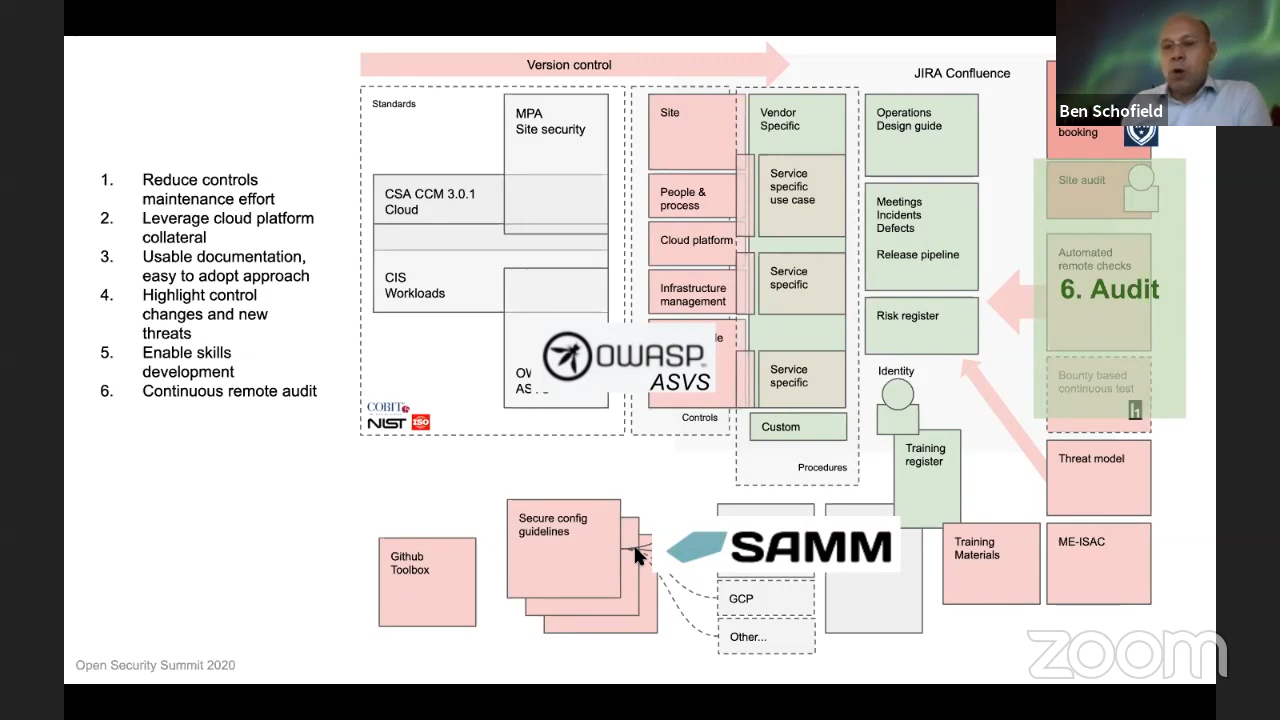 Version control
JIRA Confluence
Ben Schofield
Standards
MPA
Site security
CSA CCM 3.0.1
Cloud
CIS
Workloads
OWASP
ASVS
COBIT
NIST
ISO
Site
People &
process
Cloud platform
Infrastructure
management
Controls
Vendor
Specific
Service
specific
use case
Service
specific
Service
specific
Custom
Procedures
Operations
Design guide
Meetings
Incidents
Defects
Release pipeline
Risk register
Identity
Training
register
booking
Site audit
Automated
remote checks
6. Audit
Bounty based
continuous test
Threat model
ME-ISAC
Training
Materials
1. Reduce controls
maintenance effort
2. Leverage cloud platform
collateral
3. Usable documentation,
easy to adopt approach
4. Highlight control
changes and new
threats
5. Enable skills
development
6. Continuous remote audit
Github
Toolbox
Secure config
guidelines
SAMM
GCP
Other...
Open Security Summit 2020
zoom